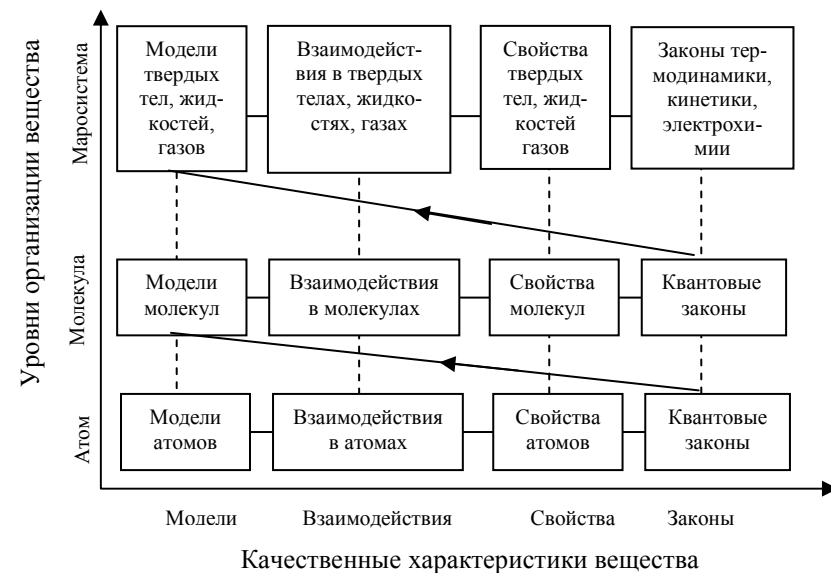 Уровни организации вещества
Маросистема
Модели
твердых
тел, жид-
костей,
газов
Взаимодейст-
вия в твердых
телах, жидко-
стях, газах
Свойства
твердых
тел, жид-
костей
газов
Законы тер-
модинамики,
кинетики,
электрохи-
мии
Молекула
Модели
молекул
Взаимодействия
в молекулах
Свойства
молекул
Квантовые
законы
Атом
Модели
атомов
Взаимодействия
в атомах
Свойства
атомов
Квантовые
законы
Модели
Взаимодействия
Свойства
Законы
Качественные характеристики вещества